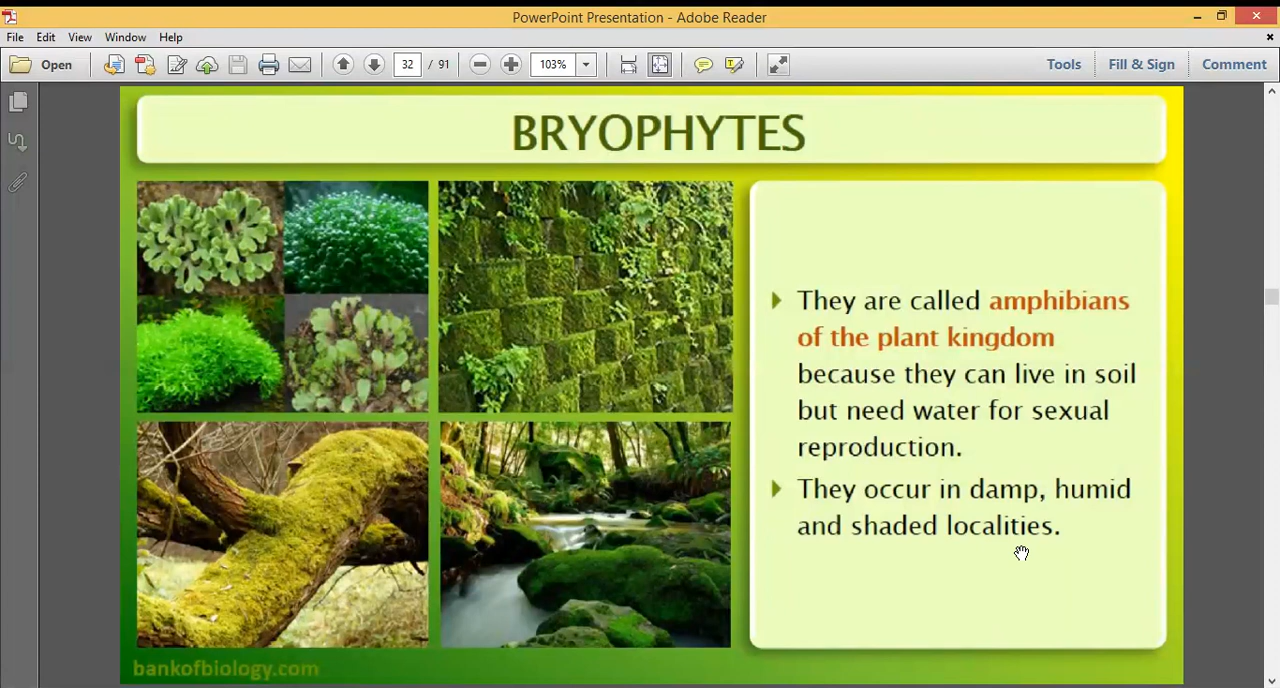 PowerPoint Presentation - Adobe Reader
File Edit View Window Help
Open 32 / 91 103% Tools Fill & Sign Comment
BRYOPHYTES
They are called amphibians
of the plant kingdom
because they can live in soil
but need water for sexual
reproduction.
They occur in damp, humid
and shaded localities.
bankofbiology.com